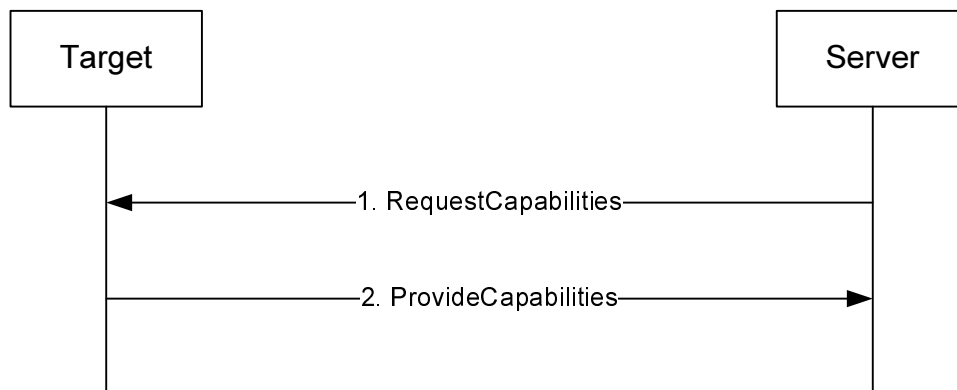 Target
Server
1. RequestCapabilities
2. ProvideCapabilities